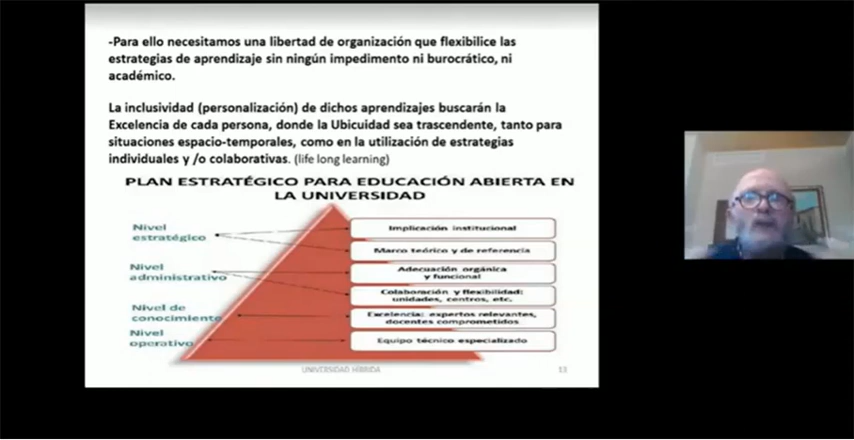 -Para ello necesitamos una libertad de organización que flexibilice las
estrategias de aprendizaje sin ningún impedimento ni burocrático, ni
académico.
La inclusividad (personalización) de dichos aprendizajes buscarán la
Excelencia de cada persona, donde la Ubicuidad sea trascendente, tanto para
situaciones espacio-temporales, como en la utilización de estrategias
individuales y /o colaborativas. (life long learning)
PLAN ESTRATÉGICO PARA EDUCACIÓN ABIERTA EN
LA UNIVERSIDAD
Nivel
estratégico
Implicación institucional
Marco teórico y de referencia
Nivel
administrativo
Adecuación orgánica
y funcional
Colaboración y flexibilidad:
unidades, centros, etc.
Nivel de
conocimiento
Excelencia: expertos relevantes,
docentes comprometidos
Nivel
operativo
Equipo técnico especializado
UNIVERSIDAD HÍBRIDA
13